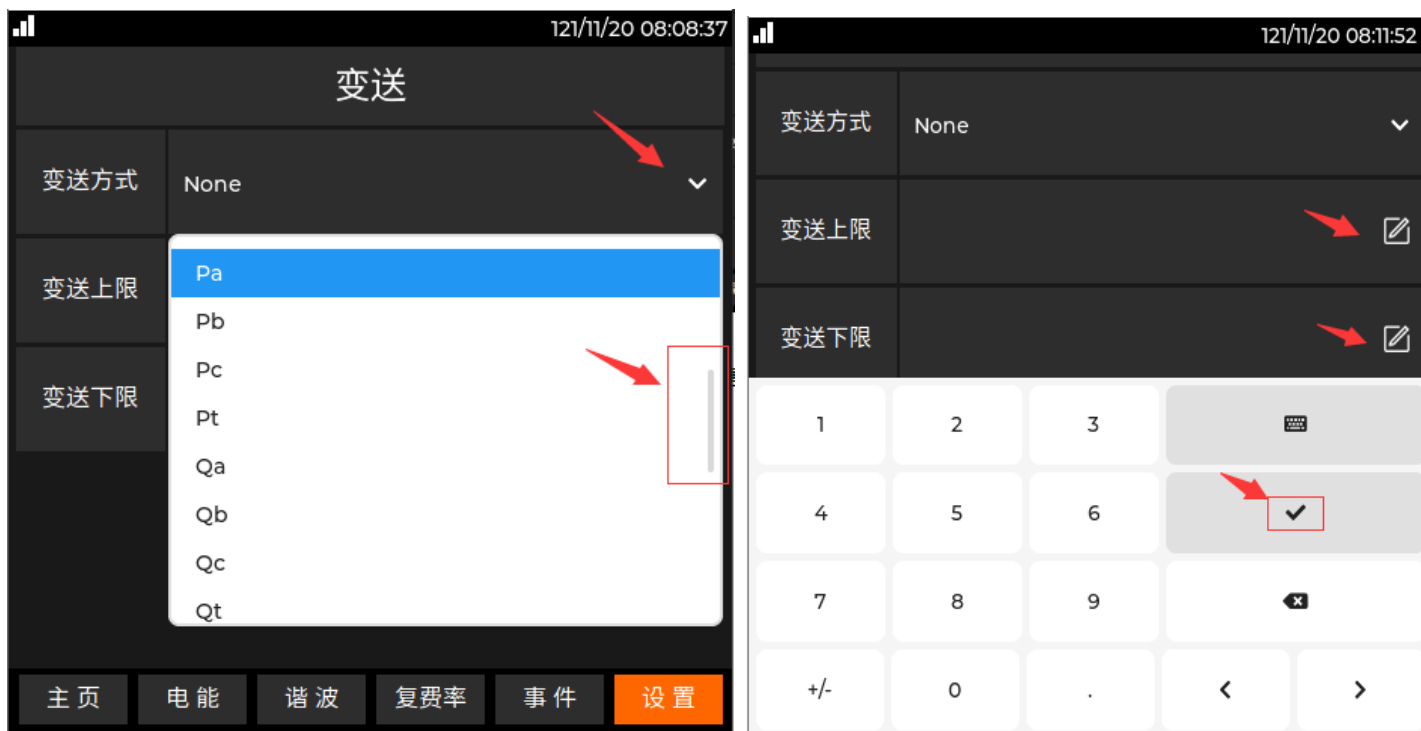 121/11/20 08:08:37
变送
变送方式
None
变送上限
变送下限
Pa
Pb
Pc
Pt
Qa
Qb
Qc
Qt
主页
电能
谐波
复费率
事件
设置
121/11/20 08:11:52
变送方式
None
变送上限
变送下限
1 2 3
4 5 6
7 8 9
+/- 0 .